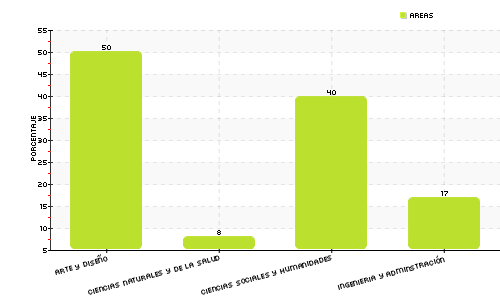 AREAS
55
50
45
40
35
30
25
20
15
10
5
PORCENTAJE
50
8
40
17
ARTE Y DISEÑO
CIENCIAS NATURALES Y DE LA SALUD
CIENCIAS SOCIALES Y HUMANIDADES
INGENIERIA Y ADMINSTRACIÓN